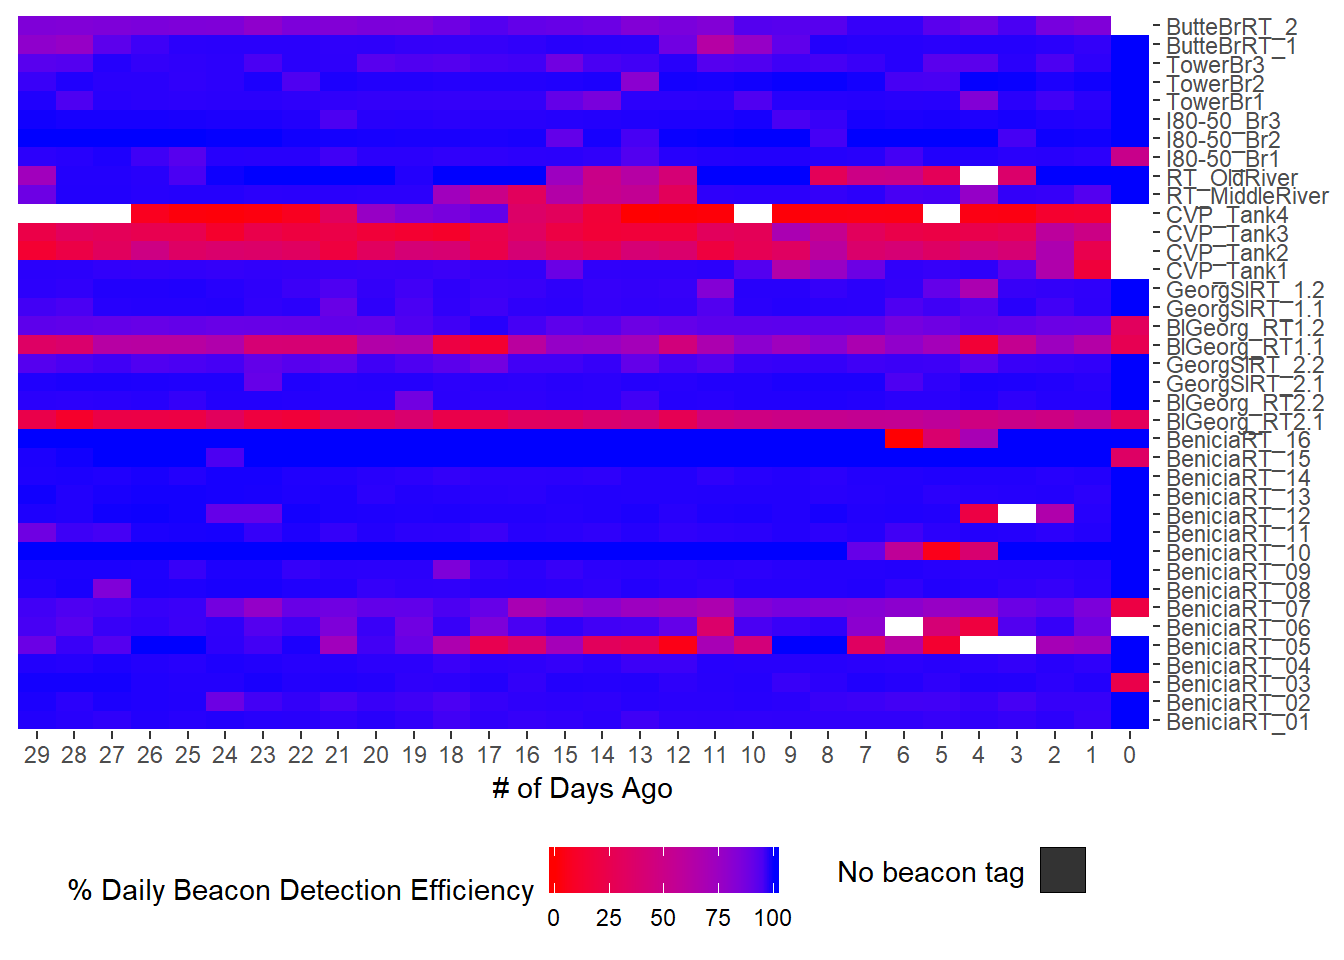 ButteBrRT_2
ButteBrRT_1
TowerBr3
TowerBr2
TowerBr1
I80-50_Br3
I80-50_Br2
I80-50_Br1
RT_OldRiver
RT_MiddleRiver
CVP_Tank4
CVP_Tank3
CVP_Tank2
CVP_Tank1
GeorgSlRT_1.2
GeorgSlRT_1.1
BlGeorg_RT1.2
BlGeorg_RT1.1
GeorgSlRT_2.2
GeorgSlRT_2.1
BlGeorg_RT2.2
BlGeorg_RT2.1
BeniciaRT_16
BeniciaRT_15
BeniciaRT_14
BeniciaRT_13
BeniciaRT_12
BeniciaRT_11
BeniciaRT_10
BeniciaRT_09
BeniciaRT_08
BeniciaRT_07
BeniciaRT_06
BeniciaRT_05
BeniciaRT_04
BeniciaRT_03
BeniciaRT_02
BeniciaRT_01
29 28 27 26 25 24 23 22 21 20 19 18 17 16 15 14 13 12 11 10 9 8 7 6 5 4 3 2 1 0
# of Days Ago
% Daily Beacon Detection Efficiency
0 25 50 75 100
No beacon tag